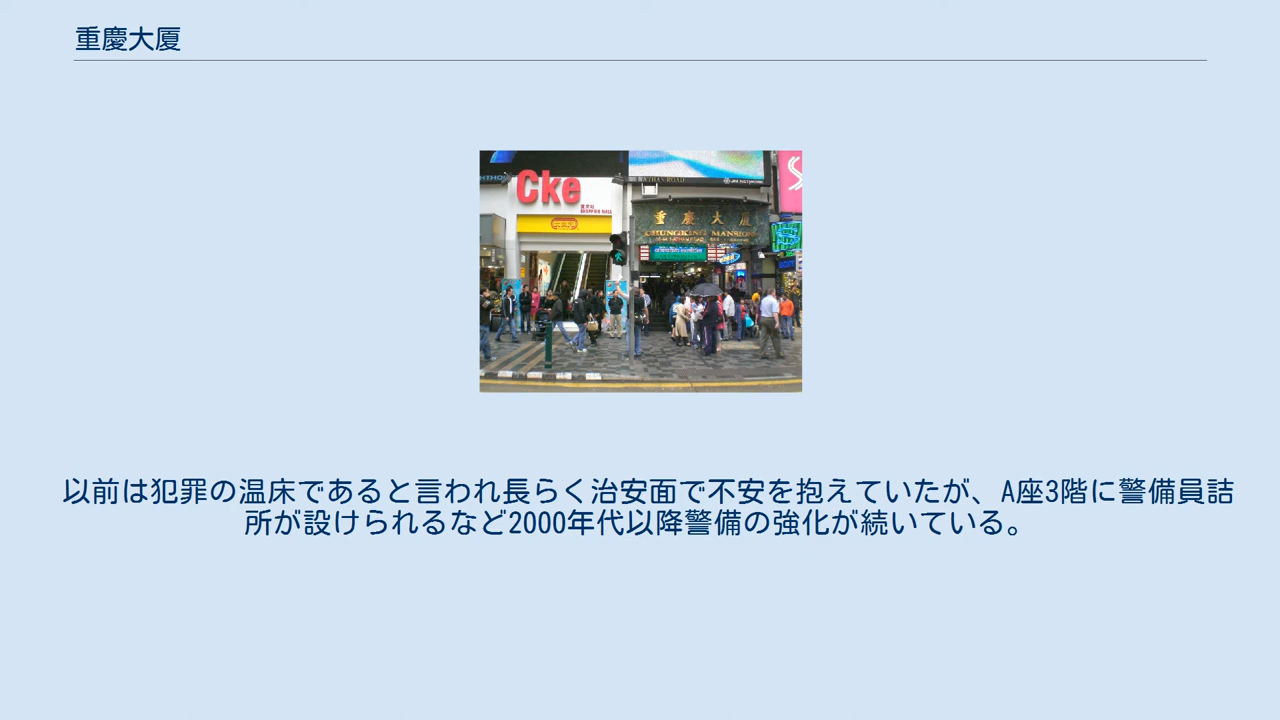 重慶大厦
Cke
SHOPPING MALL
NATHAN ROAD
重慶大厦
CHUNGKING MANSIONS
以前は犯罪の温床であると言われ長らく治安面で不安を抱えていたが、A座3階に警備員詰
所が設けられるなど2000年代以降警備の強化が続いている。